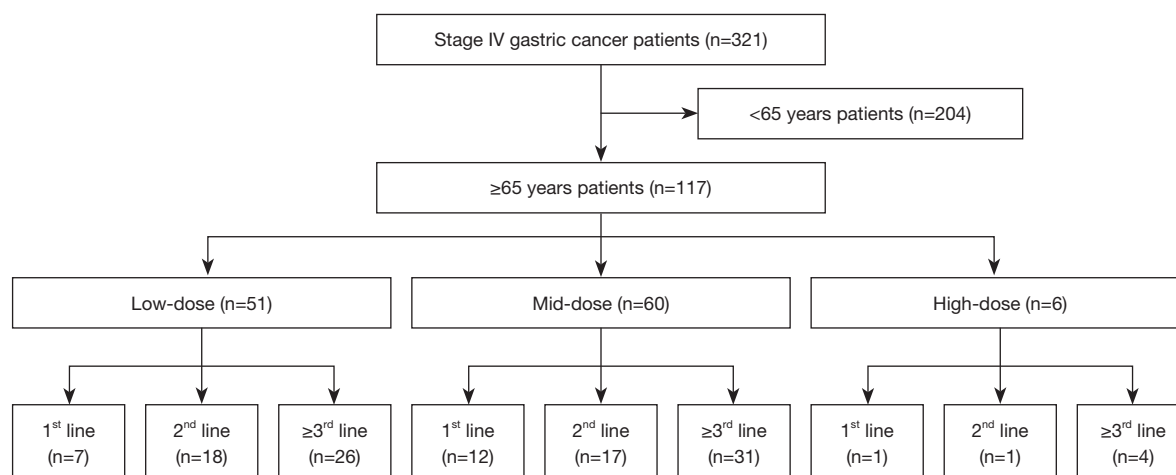 Stage IV gastric cancer patients (n=321)
<65 years patients (n=204)
≥65 years patients (n=117)
Low-dose (n=51)
Mid-dose (n=60)
High-dose (n=6)
1st line
(n=7)
2nd line
(n=18)
≥3rd line
(n=26)
1st line
(n=12)
2nd line
(n=17)
≥3rd line
(n=31)
1st line
(n=1)
2nd line
(n=1)
≥3rd line
(n=4)